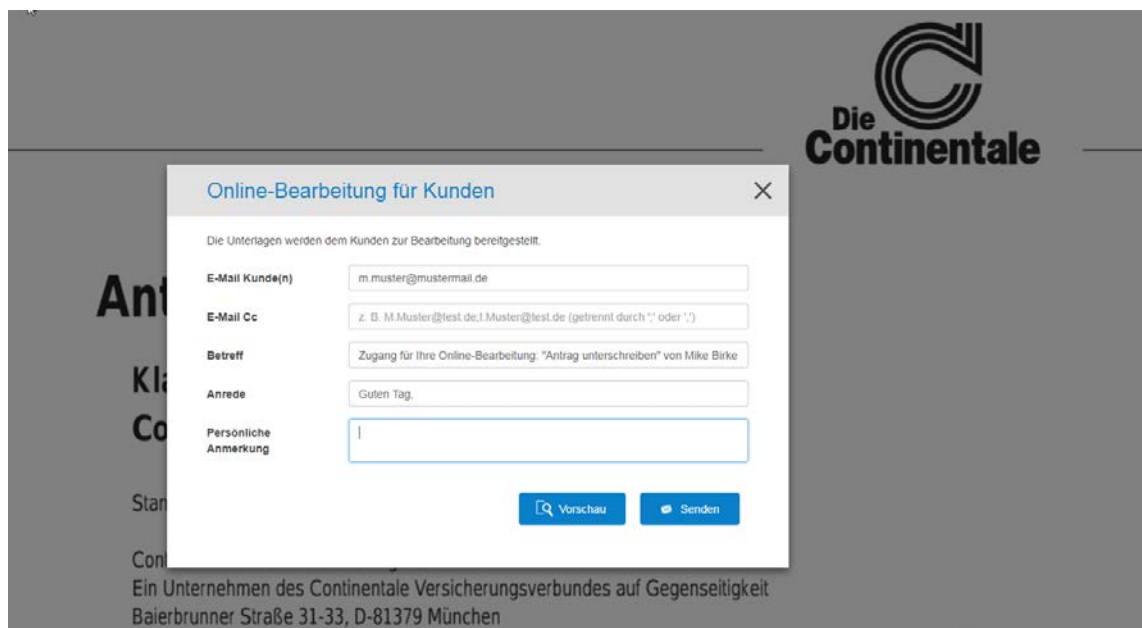 Die
Continentale
Online-Bearbeitung für Kunden
Die Unterlagen werden dem Kunden zur Bearbeitung bereitgestellt.
E-Mail Kunde(n) m.muster@mustermail.de
E-Mail Cc z. B. M.Muster@test.de,I.Muster@test.de (getrennt durch ';' oder ',')
Betreff Zugang für Ihre Online-Bearbeitung: "Antrag unterschreiben" von Mike Birke
Anrede Guten Tag,
Persönliche
Anmerkung
Vorschau Senden
Ant
Kla
Co
Stan
Cont
Ein Unternehmen des Continentale Versicherungsverbundes auf Gegenseitigkeit
Baierbrunner Straße 31-33, D-81379 München